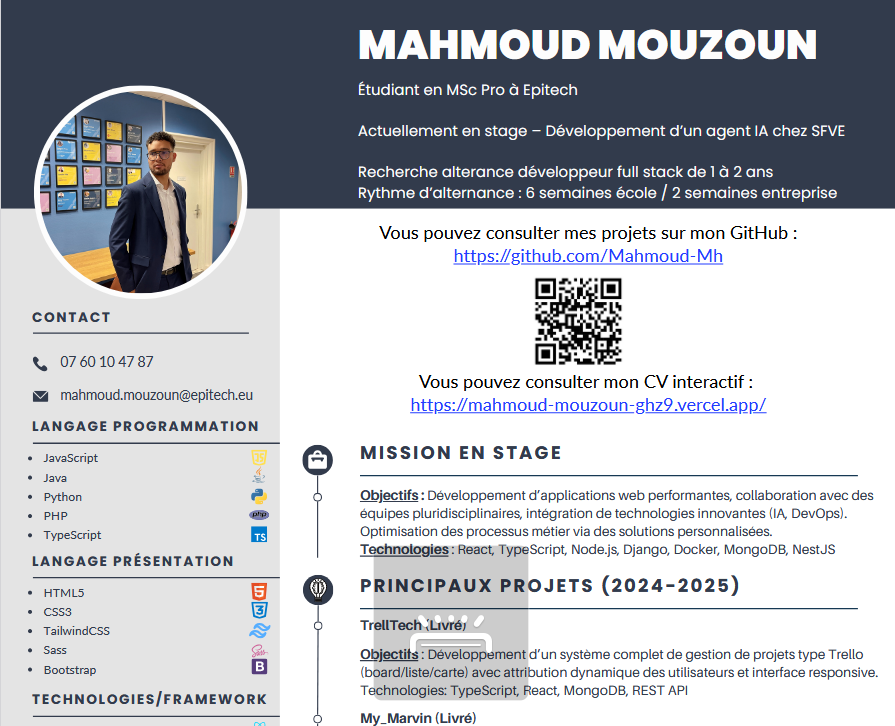 MAHMOUD MOUZOUN
Étudiant en MSc Pro à Epitech
Actuellement en stage – Développement d'un agent IA chez SFVE
Recherche alterance développeur full stack de 1 à 2 ans
Rythme d'alternance : 6 semaines école / 2 semaines entreprise
Vous pouvez consulter mes projets sur mon GitHub :
https://github.com/Mahmoud-Mh
Vous pouvez consulter mon CV interactif :
https://mahmoud-mouzoun-ghz9.vercel.app/
CONTACT
07 60 10 47 87
mahmoud.mouzoun@epitech.eu
LANGAGE PROGRAMMATION
JavaScript
Java
Python
PHP
php
TypeScript
TS
LANGAGE PRÉSENTATION
HTML5
CSS3
TailwindCSS
Sass
Sass
Bootstrap
B
TECHNOLOGIES/FRAMEWORK
MISSION EN STAGE
Objectifs : Développement d'applications web performantes, collaboration avec des
équipes pluridisciplinaires, intégration de technologies innovantes (IA, DevOps).
Optimisation des processus métier via des solutions personnalisées.
Technologies : React, TypeScript, Node.js, Django, Docker, MongoDB, NestJS
PRINCIPAUX PROJETS (2024-2025)
TrellTech (Livré)
Objectifs : Développement d'un système complet de gestion de projets type Trello
(board/liste/carte) avec attribution dynamique des utilisateurs et interface responsive.
Technologies: TypeScript, React, MongoDB, REST API
My_Marvin (Livré)